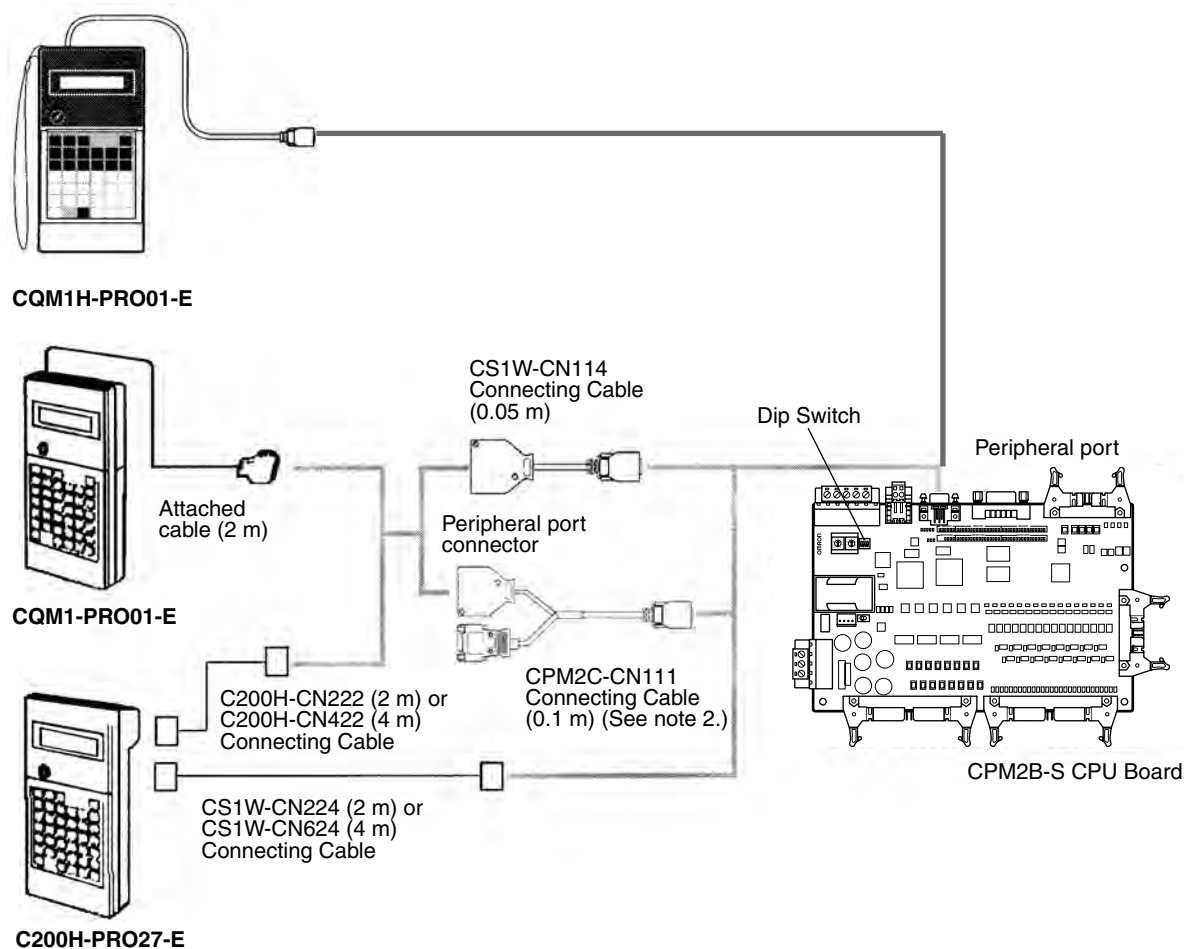 CQM1H-PRO01-E
CS1W-CN114
Connecting Cable
(0.05 m)
Dip Switch
Peripheral port
Attached
cable (2 m)
Peripheral port
connector
OMRON
CQM1-PRO01-E
C200H-CN222 (2 m) or
C200H-CN422 (4 m)
Connecting Cable
CPM2C-CN111
Connecting Cable
(0.1 m) (See note 2.)
CPM2B-S CPU Board
CS1W-CN224 (2 m) or
CS1W-CN624 (4 m)
Connecting Cable
C200H-PRO27-E